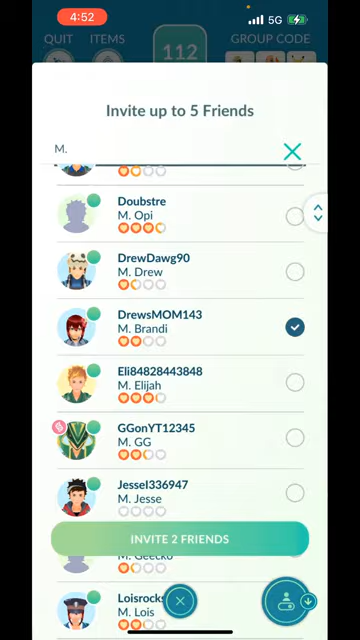 4:52
5G
QUIT
ITEMS
112
GROUP CODE
Invite up to 5 Friends
M.
Doubstre
M. Opi
DrewDawg90
M. Drew
DrewsMOM143
M. Brandi
Eli84828443848
M. Elijah
GGonYT12345
M. GG
Jessel336947
M. Jesse
INVITE 2 FRIENDS
M. Geecko
Loisrocks
M. Lois